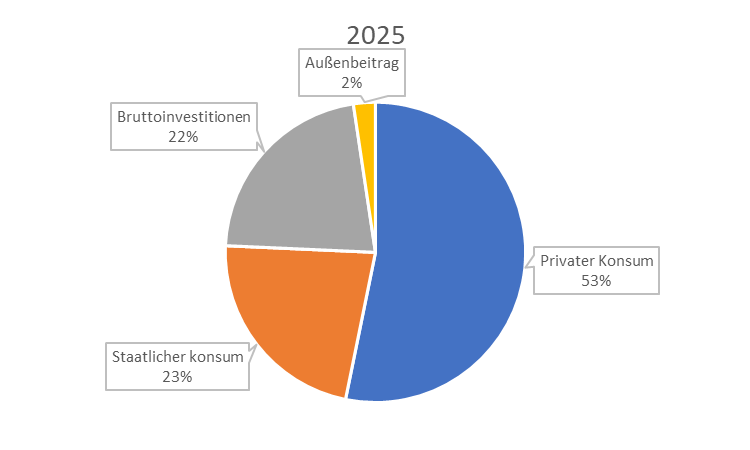 2025
Außenbeitrag
2%
Bruttoinvestitionen
22%
Privater Konsum
53%
Staatlicher konsum
23%